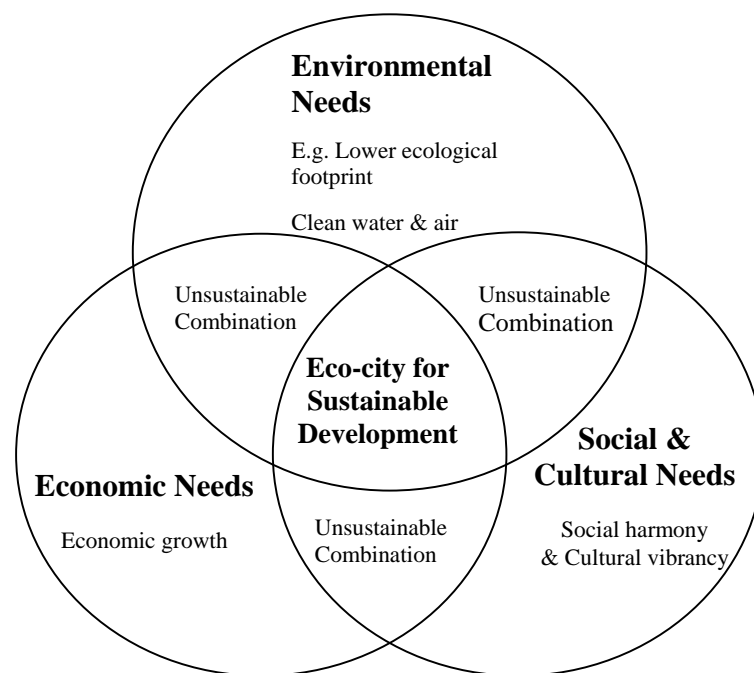 Environmental
Needs
E.g. Lower ecological
footprint
Clean water & air
Unsustainable
Combination
Unsustainable
Combination
Eco-city for
Sustainable
Development
Economic Needs
Economic growth
Social &
Cultural Needs
Social harmony
& Cultural vibrancy
Unsustainable
Combination